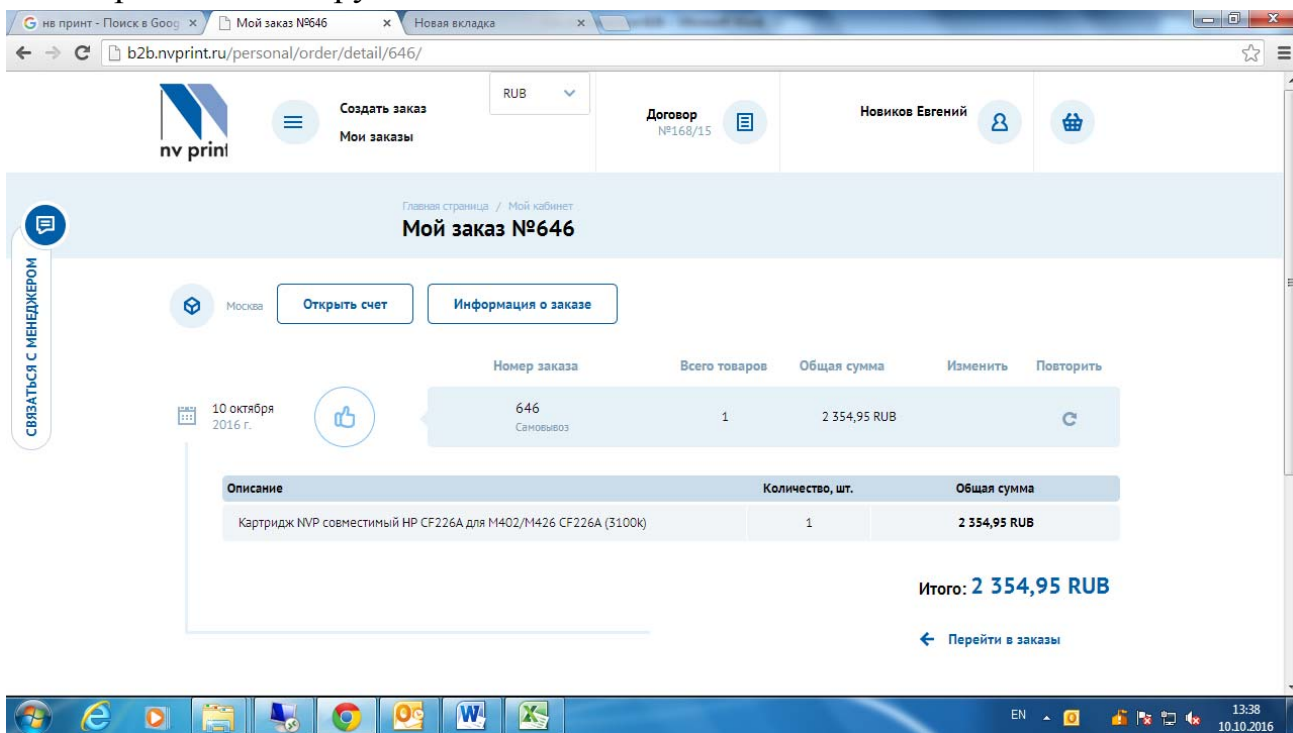 нв принт - Поиск в Goog
Мой заказ №646
Новая вкладка
b2b.nvprint.ru/personal/order/detail/646/
nv print
Создать заказ
Мои заказы
RUB
Договор
№168/15
Новиков Евгений
Главная страница / Мой кабинет
Мой заказ №646
СВЯЗАТЬСЯ С МЕНЕДЖЕРОМ
Москва
Открыть счет
Информация о заказе
Номер заказа Всего товаров Общая сумма Изменить Повторить
10 октября
2016 г.
646
Самовывоз
1
2 354,95 RUB
Описание Количество, шт. Общая сумма
Картридж NVP совместимый HP CF226A для M402/M426 CF226A (3100k) 1 2 354,95 RUB
Итого: 2 354,95 RUB
Перейти в заказы
EN
13:38
10.10.2016